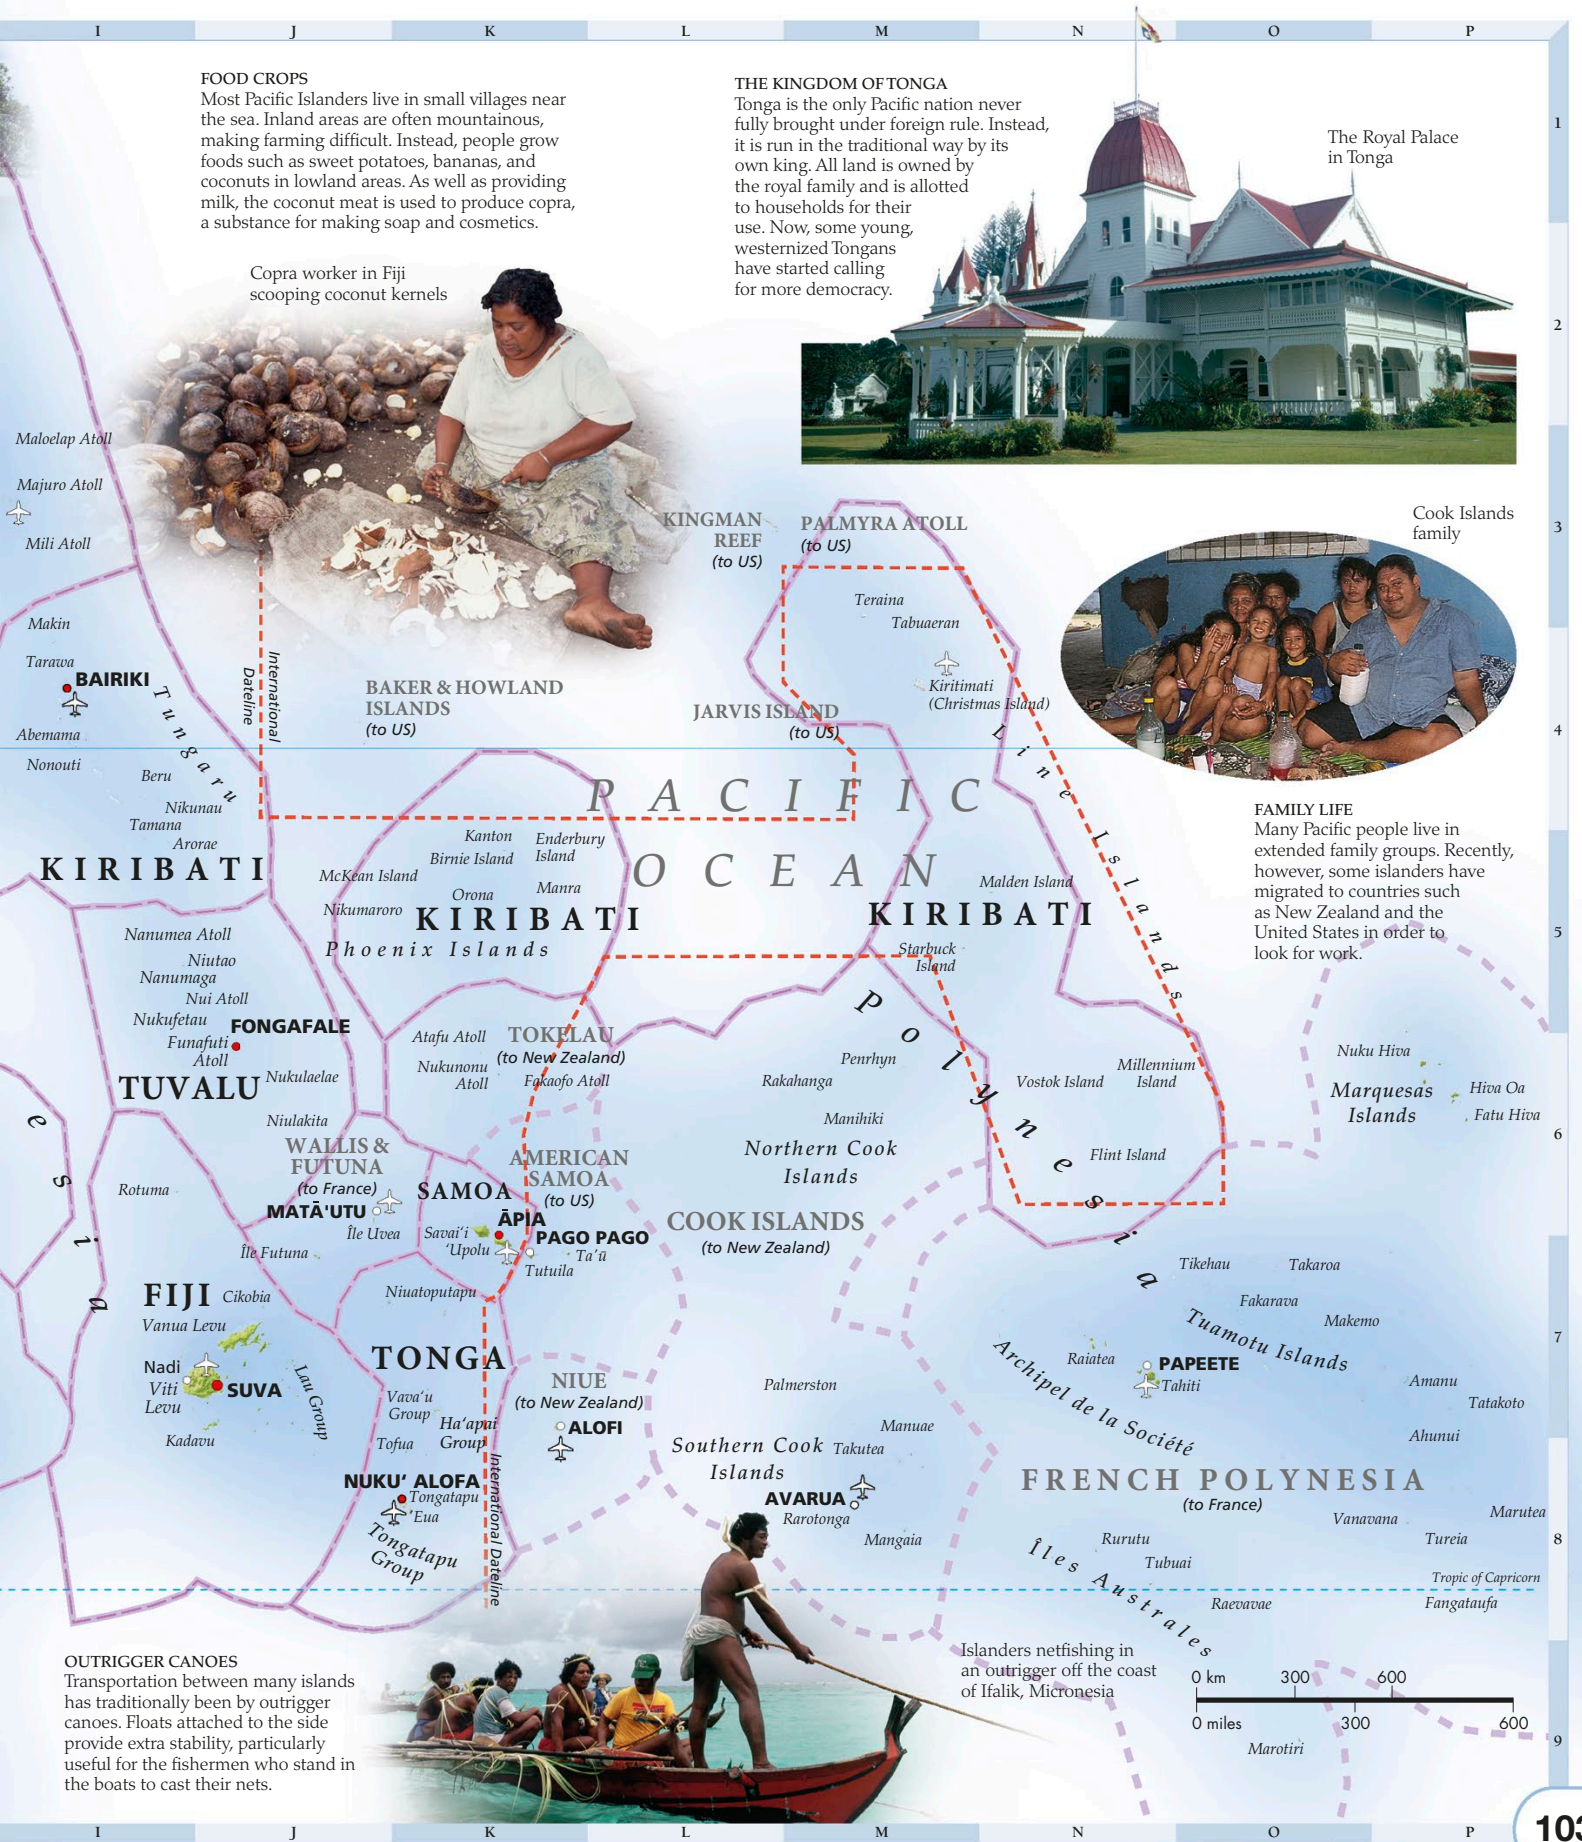 I J K L M N O P
FOOD CROPS
Most Pacific Islanders live in small villages near
the sea. Inland areas are often mountainous,
making farming difficult. Instead, people grow
foods such as sweet potatoes, bananas, and
coconuts in lowland areas. As well as providing
milk, the coconut meat is used to produce copra,
a substance for making soap and cosmetics.
Copra worker in Fiji
scooping coconut kernels
THE KINGDOM OF TONGA
Tonga is the only Pacific nation never
fully brought under foreign rule. Instead,
it is run in the traditional way by its
own king. All land is owned by
the royal family and is allotted
to households for their
use. Now, some young,
westernized Tongans
have started calling
for more democracy.
The Royal Palace
in Tonga
1
2
3
4
5
6
7
8
9
Cook Islands
family
FAMILY LIFE
Many Pacific people live in
extended family groups. Recently,
however, some islanders have
migrated to countries such
as New Zealand and the
United States in order to
look for work.
Maloelap Atoll
Majuro Atoll
Mili Atoll
KINGMAN
REEF
(to US)
PALMYRA ATOLL
(to US)
Teraina
Tabuaeran
Kiritimati
(Christmas Island)
Line Islands
Makin
Tarawa
BAIRIKI
Tungaru
Abemama
Nonouti
Beru
Nikunau
Tamana
Arorae
KIRIBATI
International
Dateline
BAKER & HOWLAND
ISLANDS
(to US)
JARVIS ISLAND
(to US)
PACIFIC
OCEAN
Kanton
Enderbury
Island
Birnie Island
McKean Island
Orona
Manra
Nikumaroro
KIRIBATI
Phoenix Islands
Malden Island
KIRIBATI
Starbuck
Island
Polynesia
Nanumea Atoll
Niutao
Nanumaga
Nui Atoll
Nukufetau
FONGAFALE
Funafuti
Atoll
TUVALU
Nukulaelae
Niulakita
Atafu Atoll
TOKELAU
(to New Zealand)
Nukunonu
Atoll
Fakaofo Atoll
Penrhyn
Rakahanga
Manihiki
Northern Cook
Islands
Vostok Island
Millennium
Island
Flint Island
Nuku Hiva
Marquesas
Islands
Hiva Oa
Fatu Hiva
esia
Rotuma
WALLIS &
FUTUNA
(to France)
MATĀ'UTU
Île Uvea
Île Futuna
SAMOA
ĀPIA
Savai'i
'Upolu
AMERICAN
SAMOA
(to US)
PAGO PAGO
Ta'ū
Tutuila
COOK ISLANDS
(to New Zealand)
FIJI
Cikobia
Vanua Levu
Nadi
Viti
Levu
SUVA
Lau Group
Kadavu
Niuatoputapu
TONGA
Vava'u
Group
Ha'apai
Group
Tofua
NUKU' ALOFA
Tongatapu
'Eua
Tongatapu
Group
International Dateline
NIUE
(to New Zealand)
ALOFI
Palmerston
Manuae
Southern Cook
Islands
Takutea
AVARUA
Rarotonga
Mangaia
Tikehau
Takaroa
Fakarava
Makemo
Tuamotu Islands
Raiatea
PAPEETE
Tahiti
Archipel de la Société
Amanu
Tatakoto
Ahunui
FRENCH POLYNESIA
(to France)
Vanavana
Marutea
Tureia
Rurutu
Tubuai
Îles Australes
Raevavae
Tropic of Capricorn
Fangataufa
Marotiri
0 km 300 600
0 miles 300 600
OUTRIGGER CANOES
Transportation between many islands
has traditionally been by outrigger
canoes. Floats attached to the side
provide extra stability, particularly
useful for the fishermen who stand in
the boats to cast their nets.
Islanders netfishing in
an outrigger off the coast
of Ifalik, Micronesia
I J K L M N O P
103